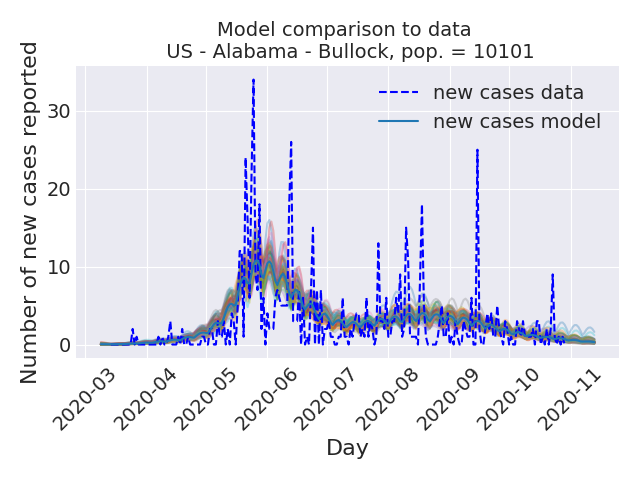 Model comparison to data
US - Alabama - Bullock, pop. = 10101
Number of new cases reported
30
20
10
0
new cases data
new cases model
2020-03
2020-04
2020-05
2020-06
2020-07
2020-08
2020-09
2020-10
2020-11
Day